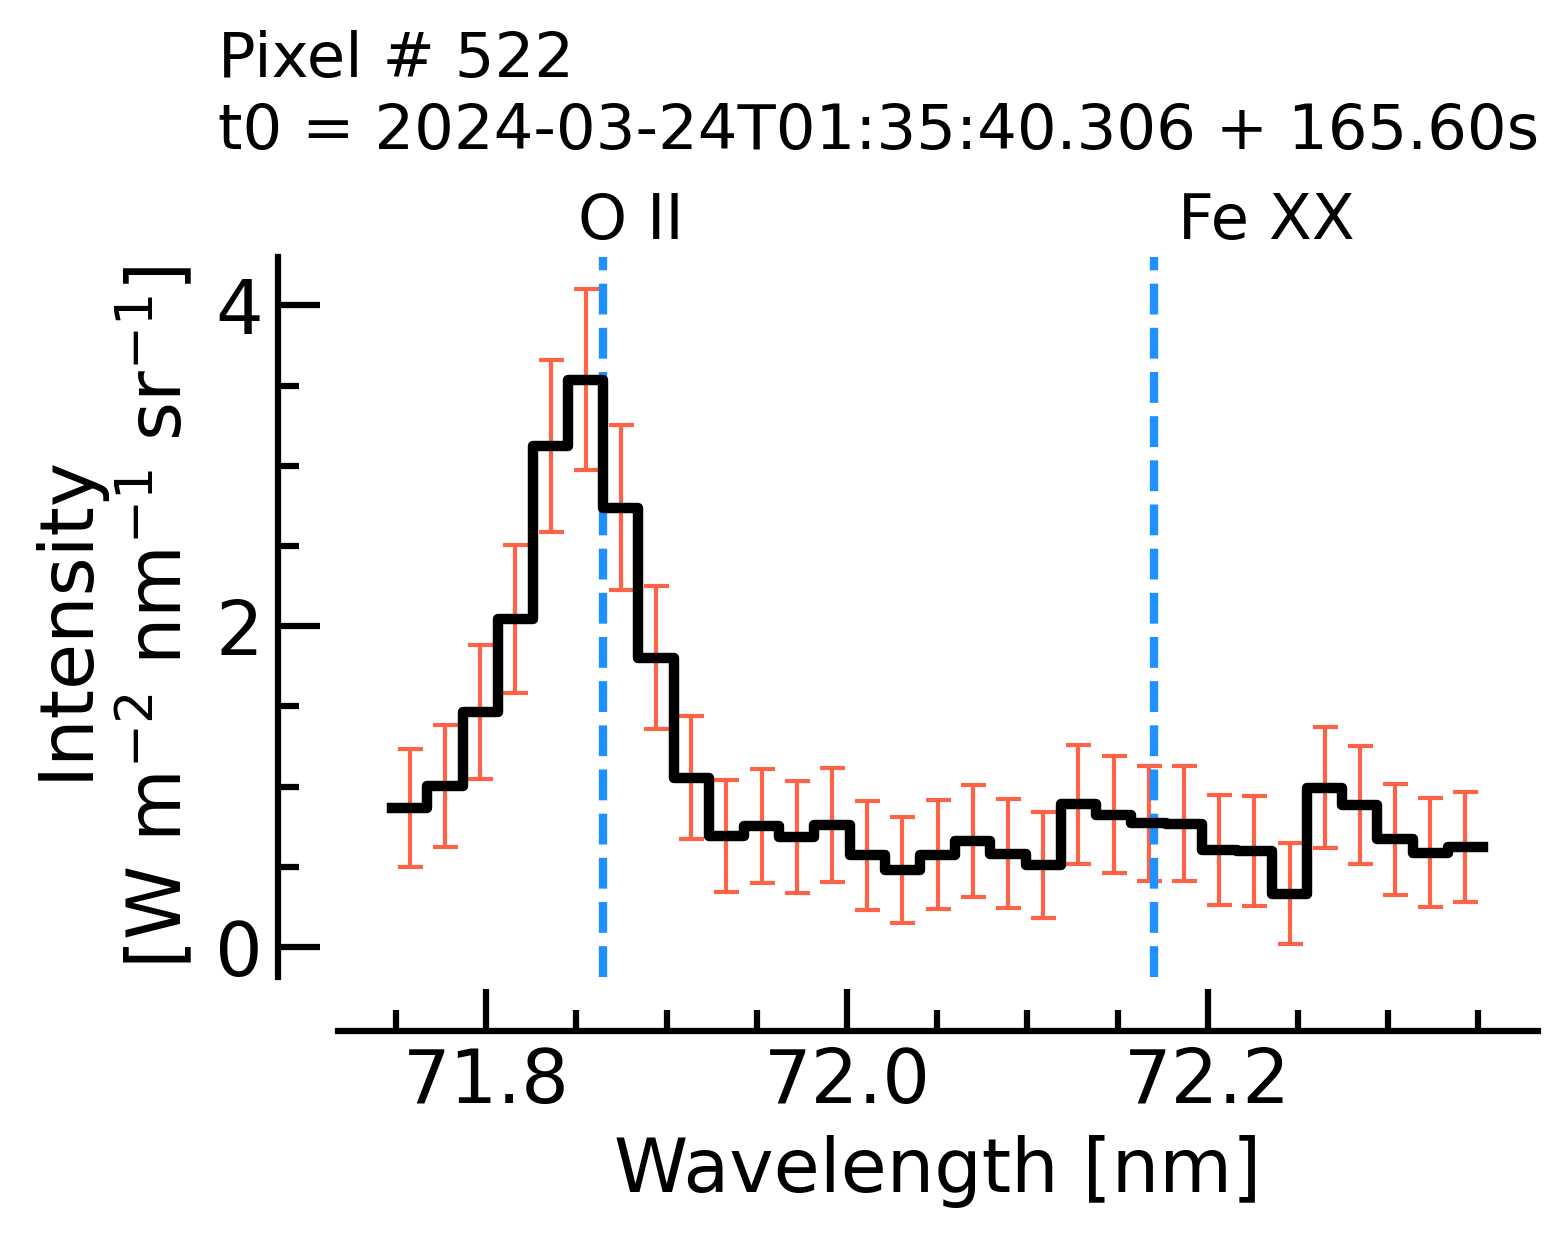 Pixel # 522
t0 = 2024-03-24T01:35:40.306 + 165.60s
O II
Fe XX
Intensity
[W m⁻² nm⁻¹ sr⁻¹]
4
2
0
71.8
72.0
72.2
Wavelength [nm]